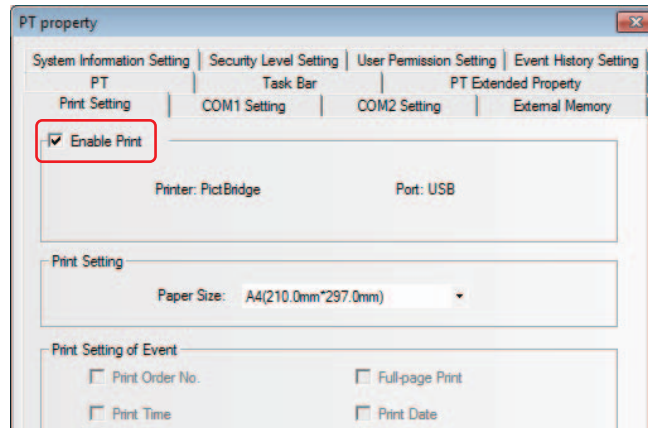 PT property
System Information Setting Security Level Setting User Permission Setting Event History Setting
PT Task Bar PT Extended Property
Print Setting COM1 Setting COM2 Setting External Memory
Enable Print
Printer: PictBridge Port: USB
Print Setting
Paper Size: A4(210.0mm*297.0mm)
Print Setting of Event
Print Order No. Full-page Print
Print Time Print Date